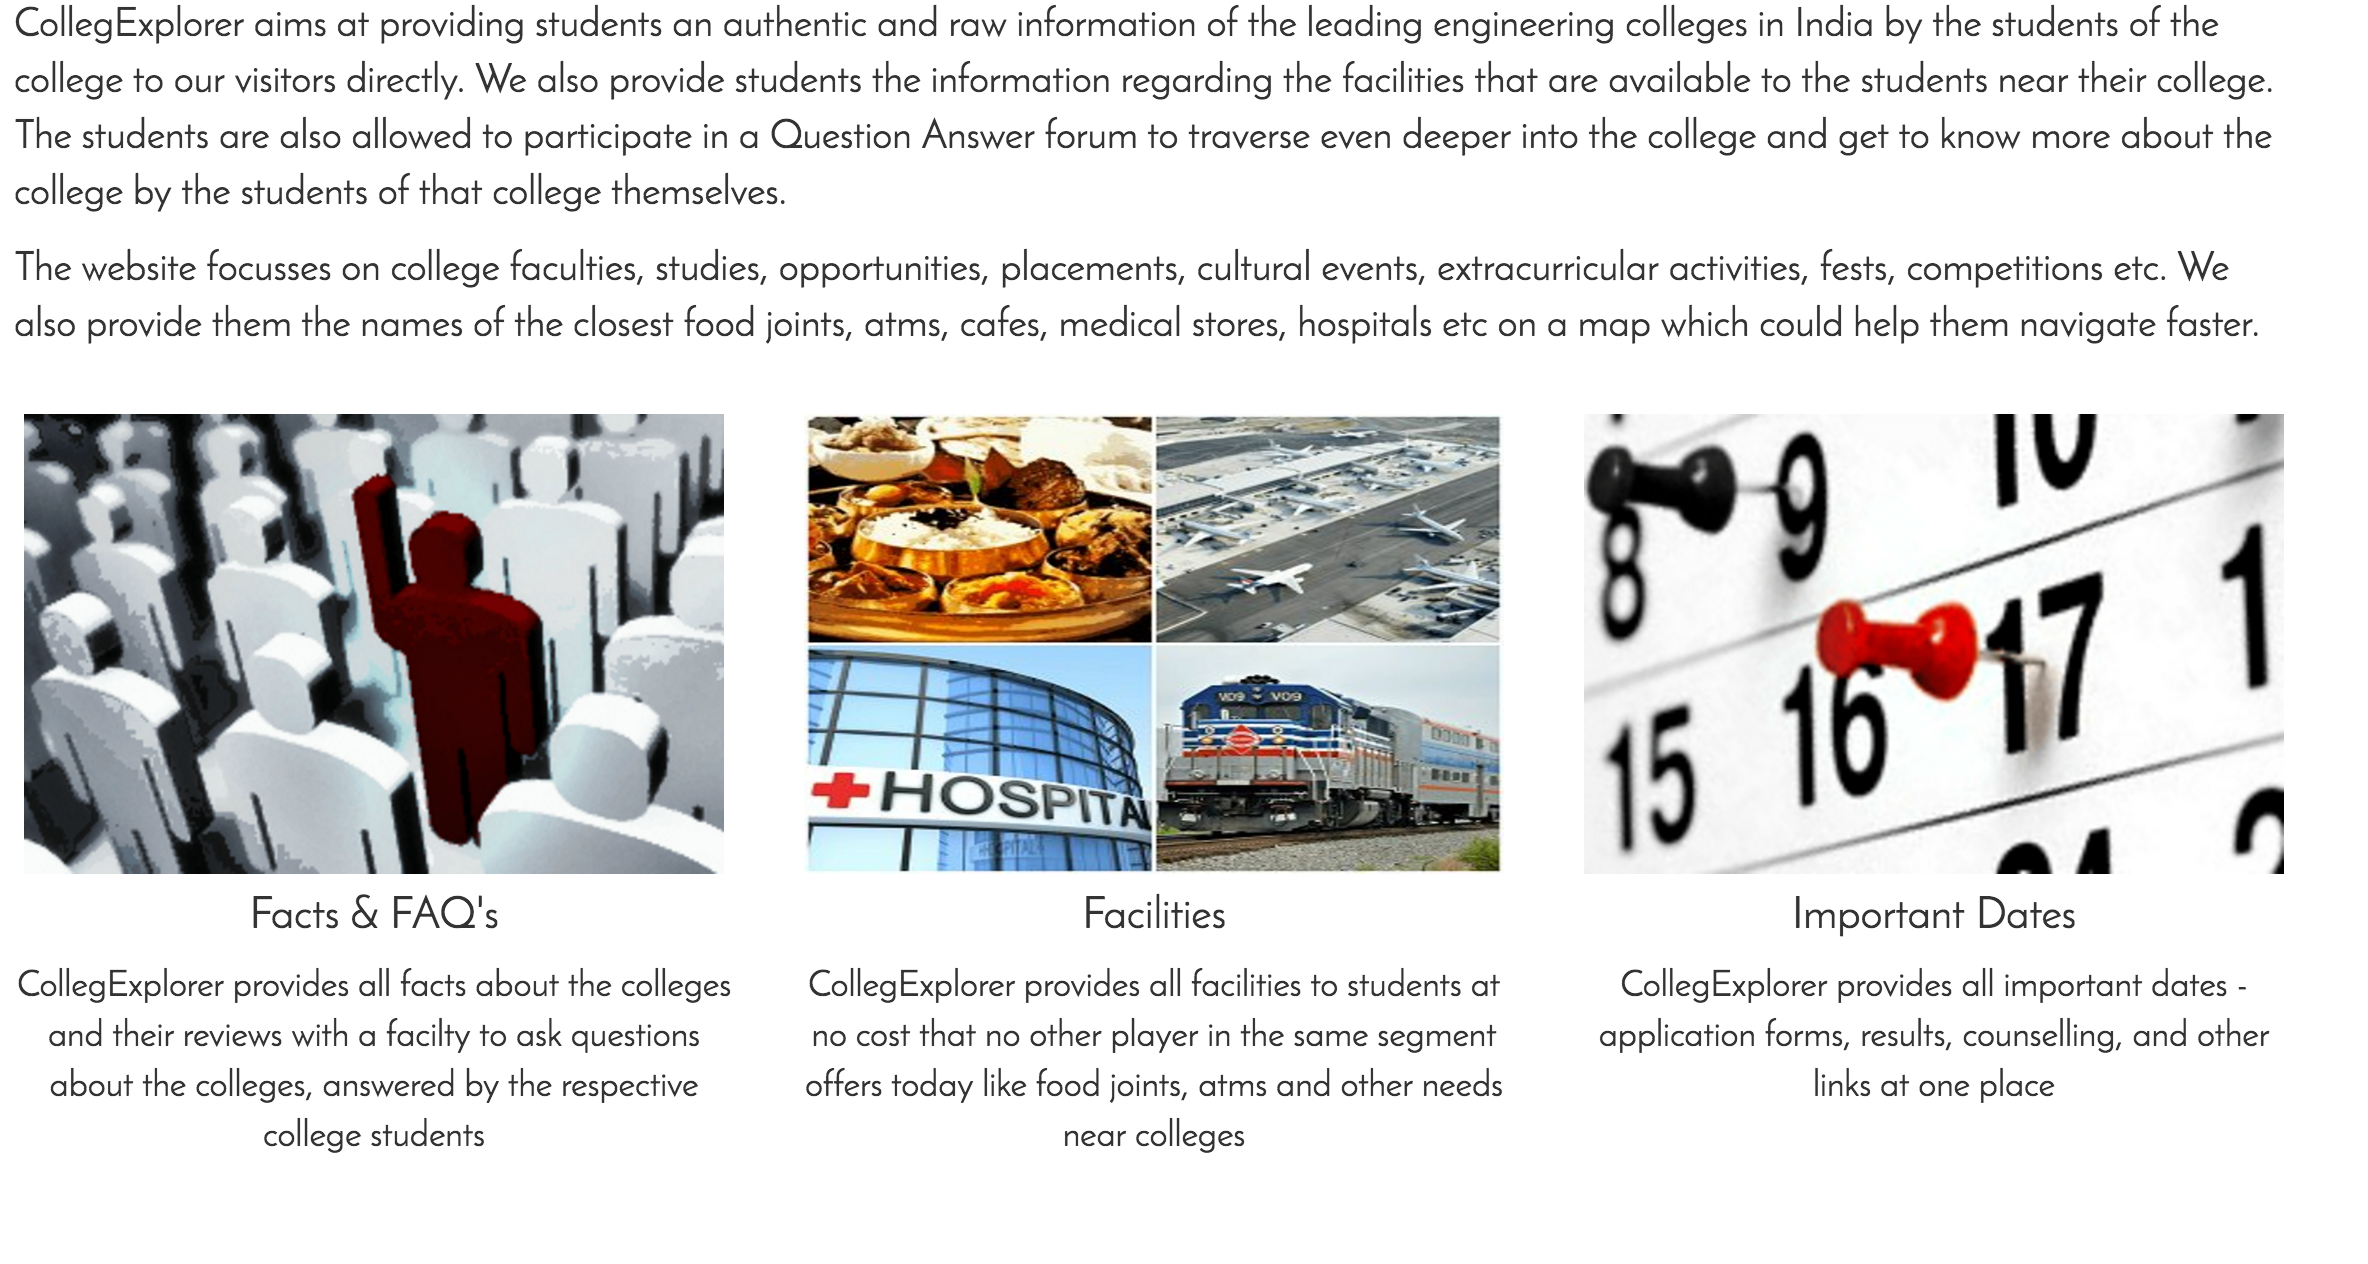 CollegExplorer aims at providing students an authentic and raw information of the leading engineering colleges in India by the students of the
college to our visitors directly. We also provide students the information regarding the facilities that are available to the students near their college.
The students are also allowed to participate in a Question Answer forum to traverse even deeper into the college and get to know more about the
college by the students of that college themselves.
The website focusses on college faculties, studies, opportunities, placements, cultural events, extracurricular activities, fests, competitions etc. We
also provide them the names of the closest food joints, atms, cafes, medical stores, hospitals etc on a map which could help them navigate faster.
+HOSPITAL
VO9 VO9
8 9 10
15 16 17 1
Facts & FAQ's
CollegExplorer provides all facts about the colleges
and their reviews with a facilty to ask questions
about the colleges, answered by the respective
college students
Facilities
CollegExplorer provides all facilities to students at
no cost that no other player in the same segment
offers today like food joints, atms and other needs
near colleges
Important Dates
CollegExplorer provides all important dates -
application forms, results, counselling, and other
links at one place